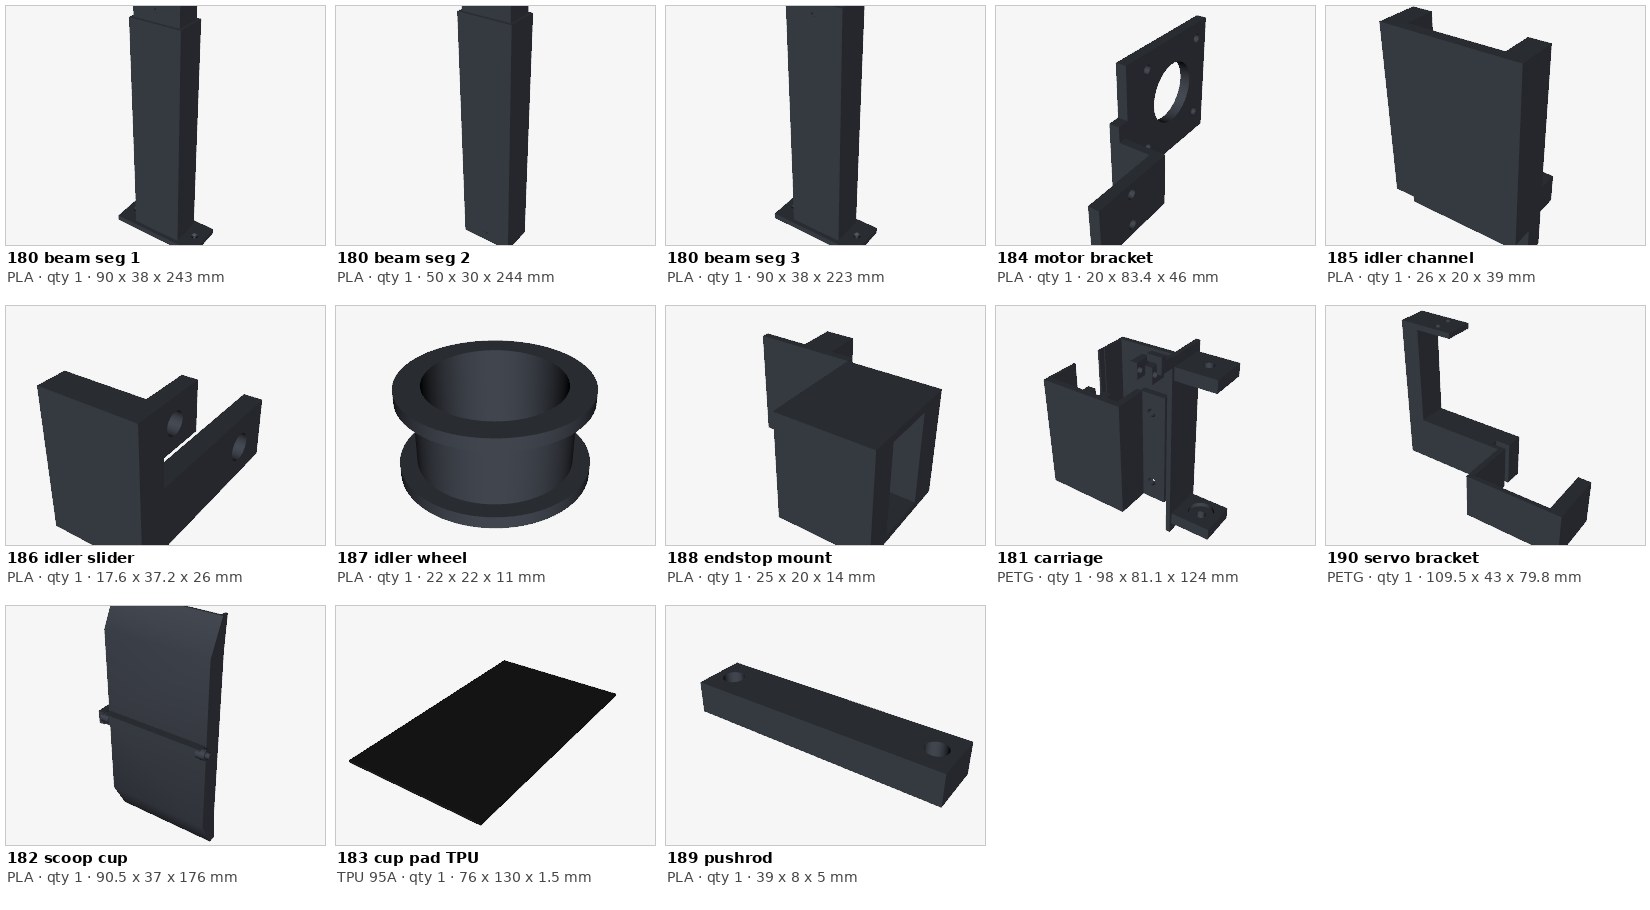 180 beam seg 1
PLA · qty 1 · 90 x 38 x 243 mm
180 beam seg 2
PLA · qty 1 · 50 x 30 x 244 mm
180 beam seg 3
PLA · qty 1 · 90 x 38 x 223 mm
184 motor bracket
PLA · qty 1 · 20 x 83.4 x 46 mm
185 idler channel
PLA · qty 1 · 26 x 20 x 39 mm
186 idler slider
PLA · qty 1 · 17.6 x 37.2 x 26 mm
187 idler wheel
PLA · qty 1 · 22 x 22 x 11 mm
188 endstop mount
PLA · qty 1 · 25 x 20 x 14 mm
181 carriage
PETG · qty 1 · 98 x 81.1 x 124 mm
190 servo bracket
PETG · qty 1 · 109.5 x 43 x 79.8 mm
182 scoop cup
PLA · qty 1 · 90.5 x 37 x 176 mm
183 cup pad TPU
TPU 95A · qty 1 · 76 x 130 x 1.5 mm
189 pushrod
PLA · qty 1 · 39 x 8 x 5 mm